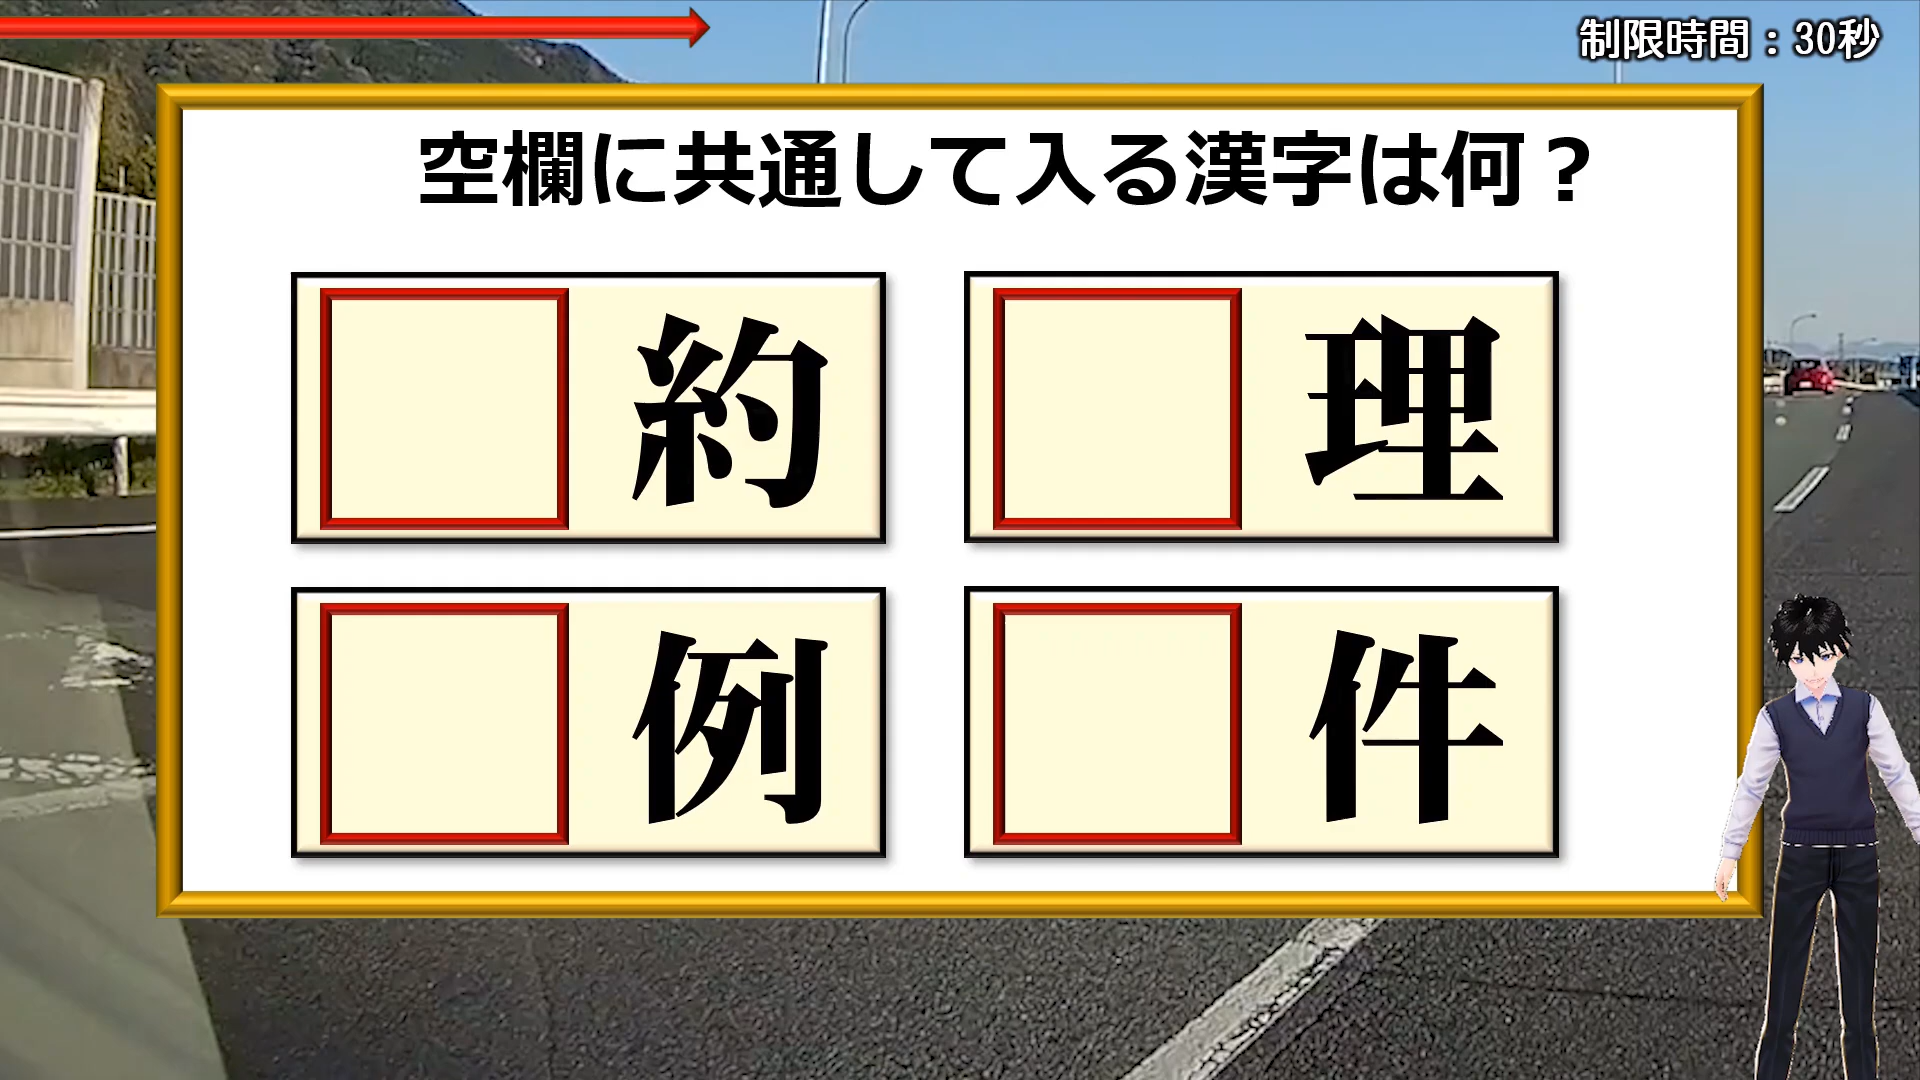 制限時間：30秒
空欄に共通して入る漢字は何？
約
理
例
件